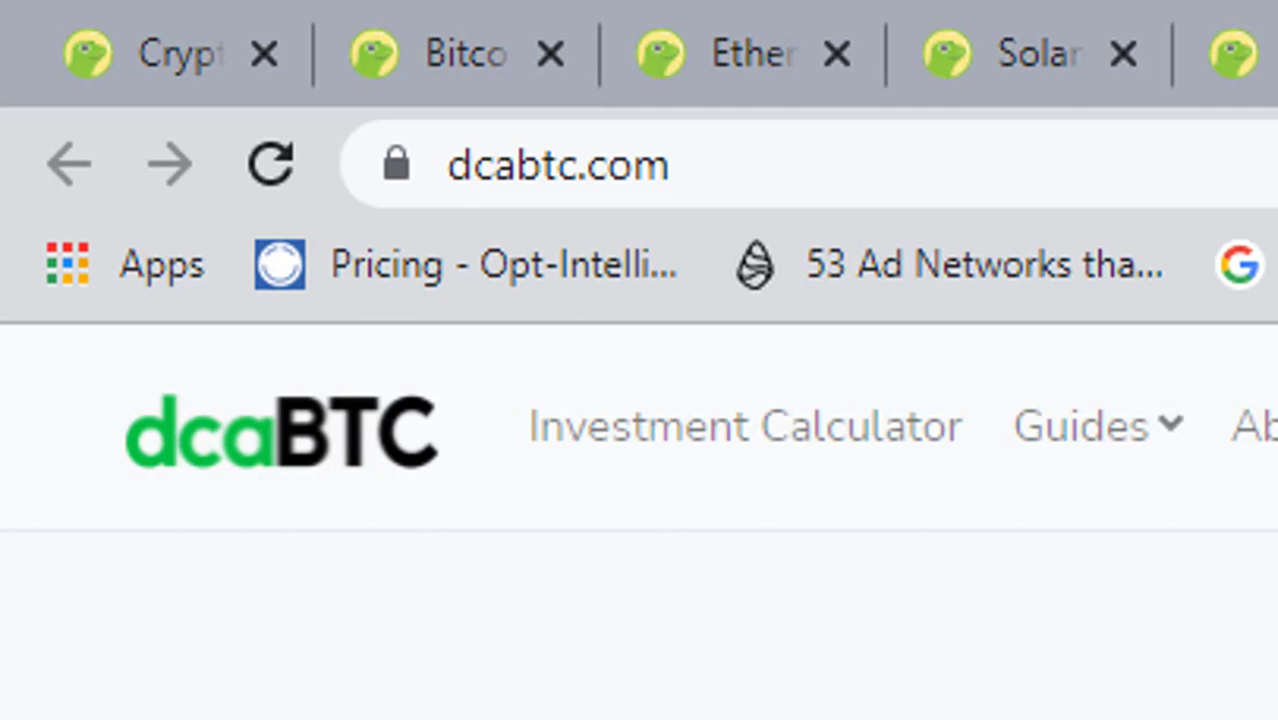 Crypt Bitco Ether Solar
dcabtc.com
Apps Pricing - Opt-Intelli... 53 Ad Networks tha...
dcaBTC Investment Calculator Guides Ab